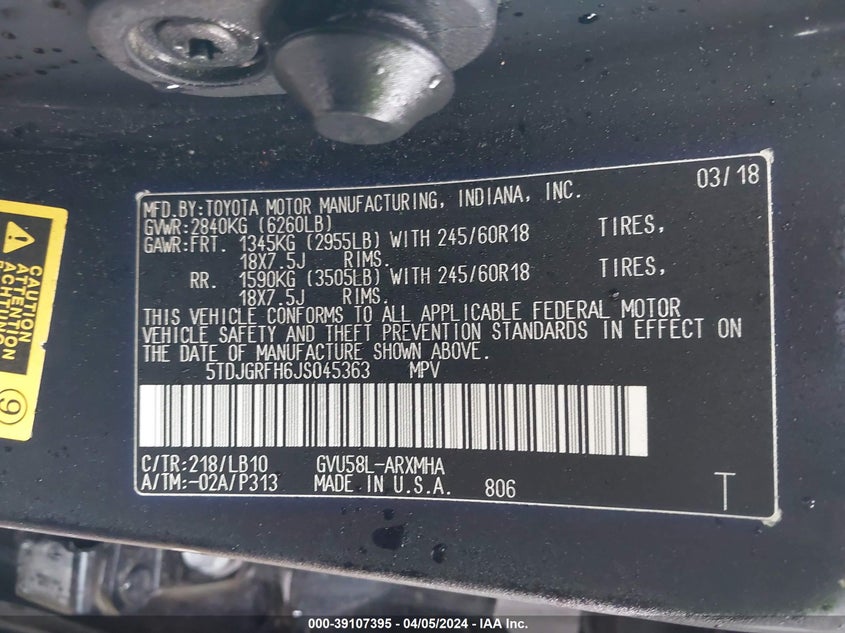 MFD.BY:TOYOTA MOTOR MANUFACTURING, INDIANA, INC. 03/18
GVWR:2840KG (6260LB)
GAWR:FRT. 1345KG (2955LB) WITH 245/60R18 TIRES,
18X7.5J RIMS.
RR. 1590KG (3505LB) WITH 245/60R18 TIRES,
18X7.5J RIMS.
THIS VEHICLE CONFORMS TO ALL APPLICABLE FEDERAL MOTOR
VEHICLE SAFETY AND THEFT PREVENTION STANDARDS IN EFFECT ON
THE DATE OF MANUFACTURE SHOWN ABOVE.
5TDJGRFH6JS045363 MPV
C/TR:218/LB10 GVU58L-ARXMHA
A/TM:-02A/P313 MADE IN U.S.A. 806
T
CAUTION
ATTENTION
ACHTUNG
9
000-39107395 - 04/05/2024 - IAA Inc.